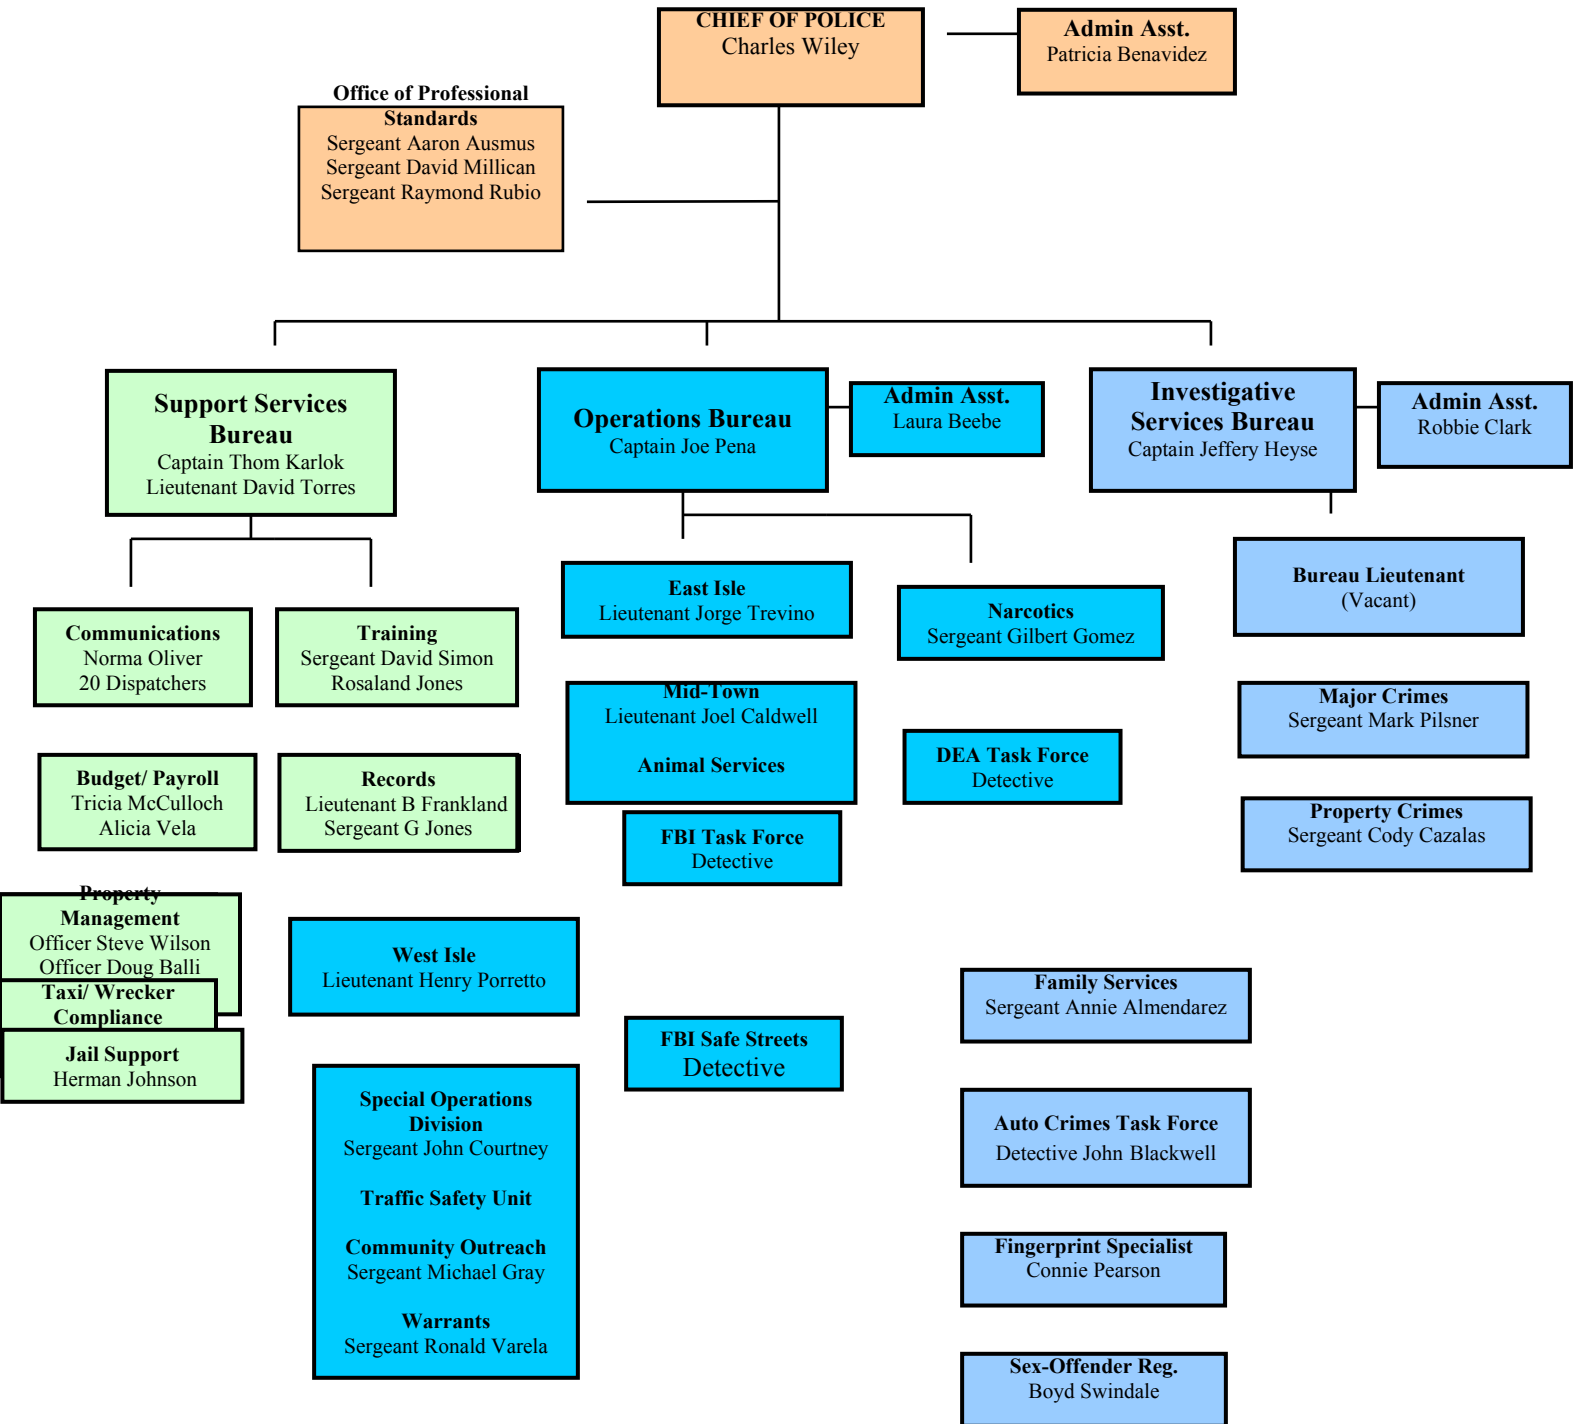 CHIEF OF POLICE
Charles Wiley
Admin Asst.
Patricia Benavidez
Office of Professional
Standards
Sergeant Aaron Ausmus
Sergeant David Millican
Sergeant Raymond Rubio
Support Services
Bureau
Captain Thom Karlok
Lieutenant David Torres
Operations Bureau
Captain Joe Pena
Admin Asst.
Laura Beebe
Investigative
Services Bureau
Captain Jeffery Heyse
Admin Asst.
Robbie Clark
Communications
Norma Oliver
20 Dispatchers
Training
Sergeant David Simon
Rosaland Jones
Budget/ Payroll
Tricia McCulloch
Alicia Vela
Records
Lieutenant B Frankland
Sergeant G Jones
Property
Management
Officer Steve Wilson
Officer Doug Balli
Taxi/ Wrecker
Compliance
Jail Support
Herman Johnson
East Isle
Lieutenant Jorge Trevino
Narcotics
Sergeant Gilbert Gomez
Mid-Town
Lieutenant Joel Caldwell
Animal Services
DEA Task Force
Detective
FBI Task Force
Detective
West Isle
Lieutenant Henry Porretto
FBI Safe Streets
Detective
Special Operations
Division
Sergeant John Courtney
Traffic Safety Unit
Community Outreach
Sergeant Michael Gray
Warrants
Sergeant Ronald Varela
Bureau Lieutenant
(Vacant)
Major Crimes
Sergeant Mark Pilsner
Property Crimes
Sergeant Cody Cazalas
Family Services
Sergeant Annie Almendarez
Auto Crimes Task Force
Detective John Blackwell
Fingerprint Specialist
Connie Pearson
Sex-Offender Reg.
Boyd Swindale